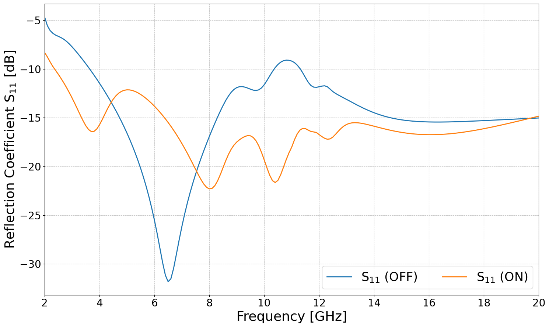 Reflection Coefficient S₁₁ [dB]
−5
−10
−15
−20
−25
−30
S₁₁ (OFF) S₁₁ (ON)
2 4 6 8 10 12 14 16 18 20
Frequency [GHz]